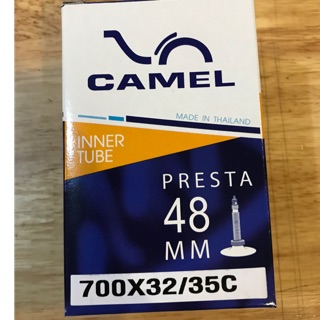 CAMEL
MADE IN THAILAND
INNER
TUBE
PRESTA
48
MM
700X32/35C